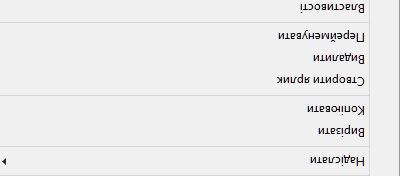 Надіслати
Вирізати
Копіювати
Створити ярлик
Видалити
Перейменувати
Властивості